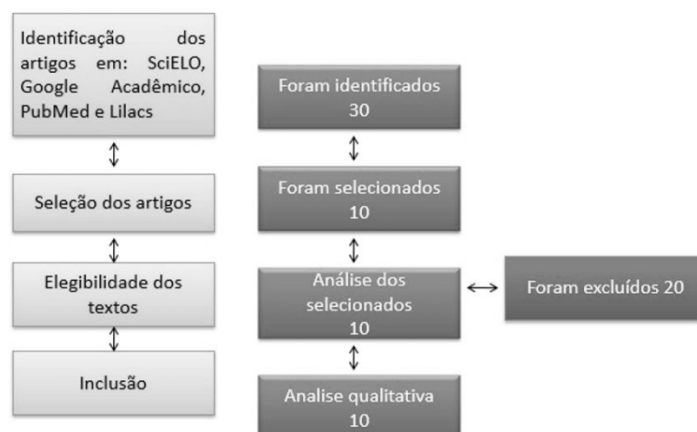 Identificação dos
artigos em: SciELO,
Google Acadêmico,
PubMed e Lilacs
Seleção dos artigos
Elegibilidade dos
textos
Inclusão
Foram identificados
30
Foram selecionados
10
Análise dos
selecionados
10
Foram excluídos 20
Analise qualitativa
10